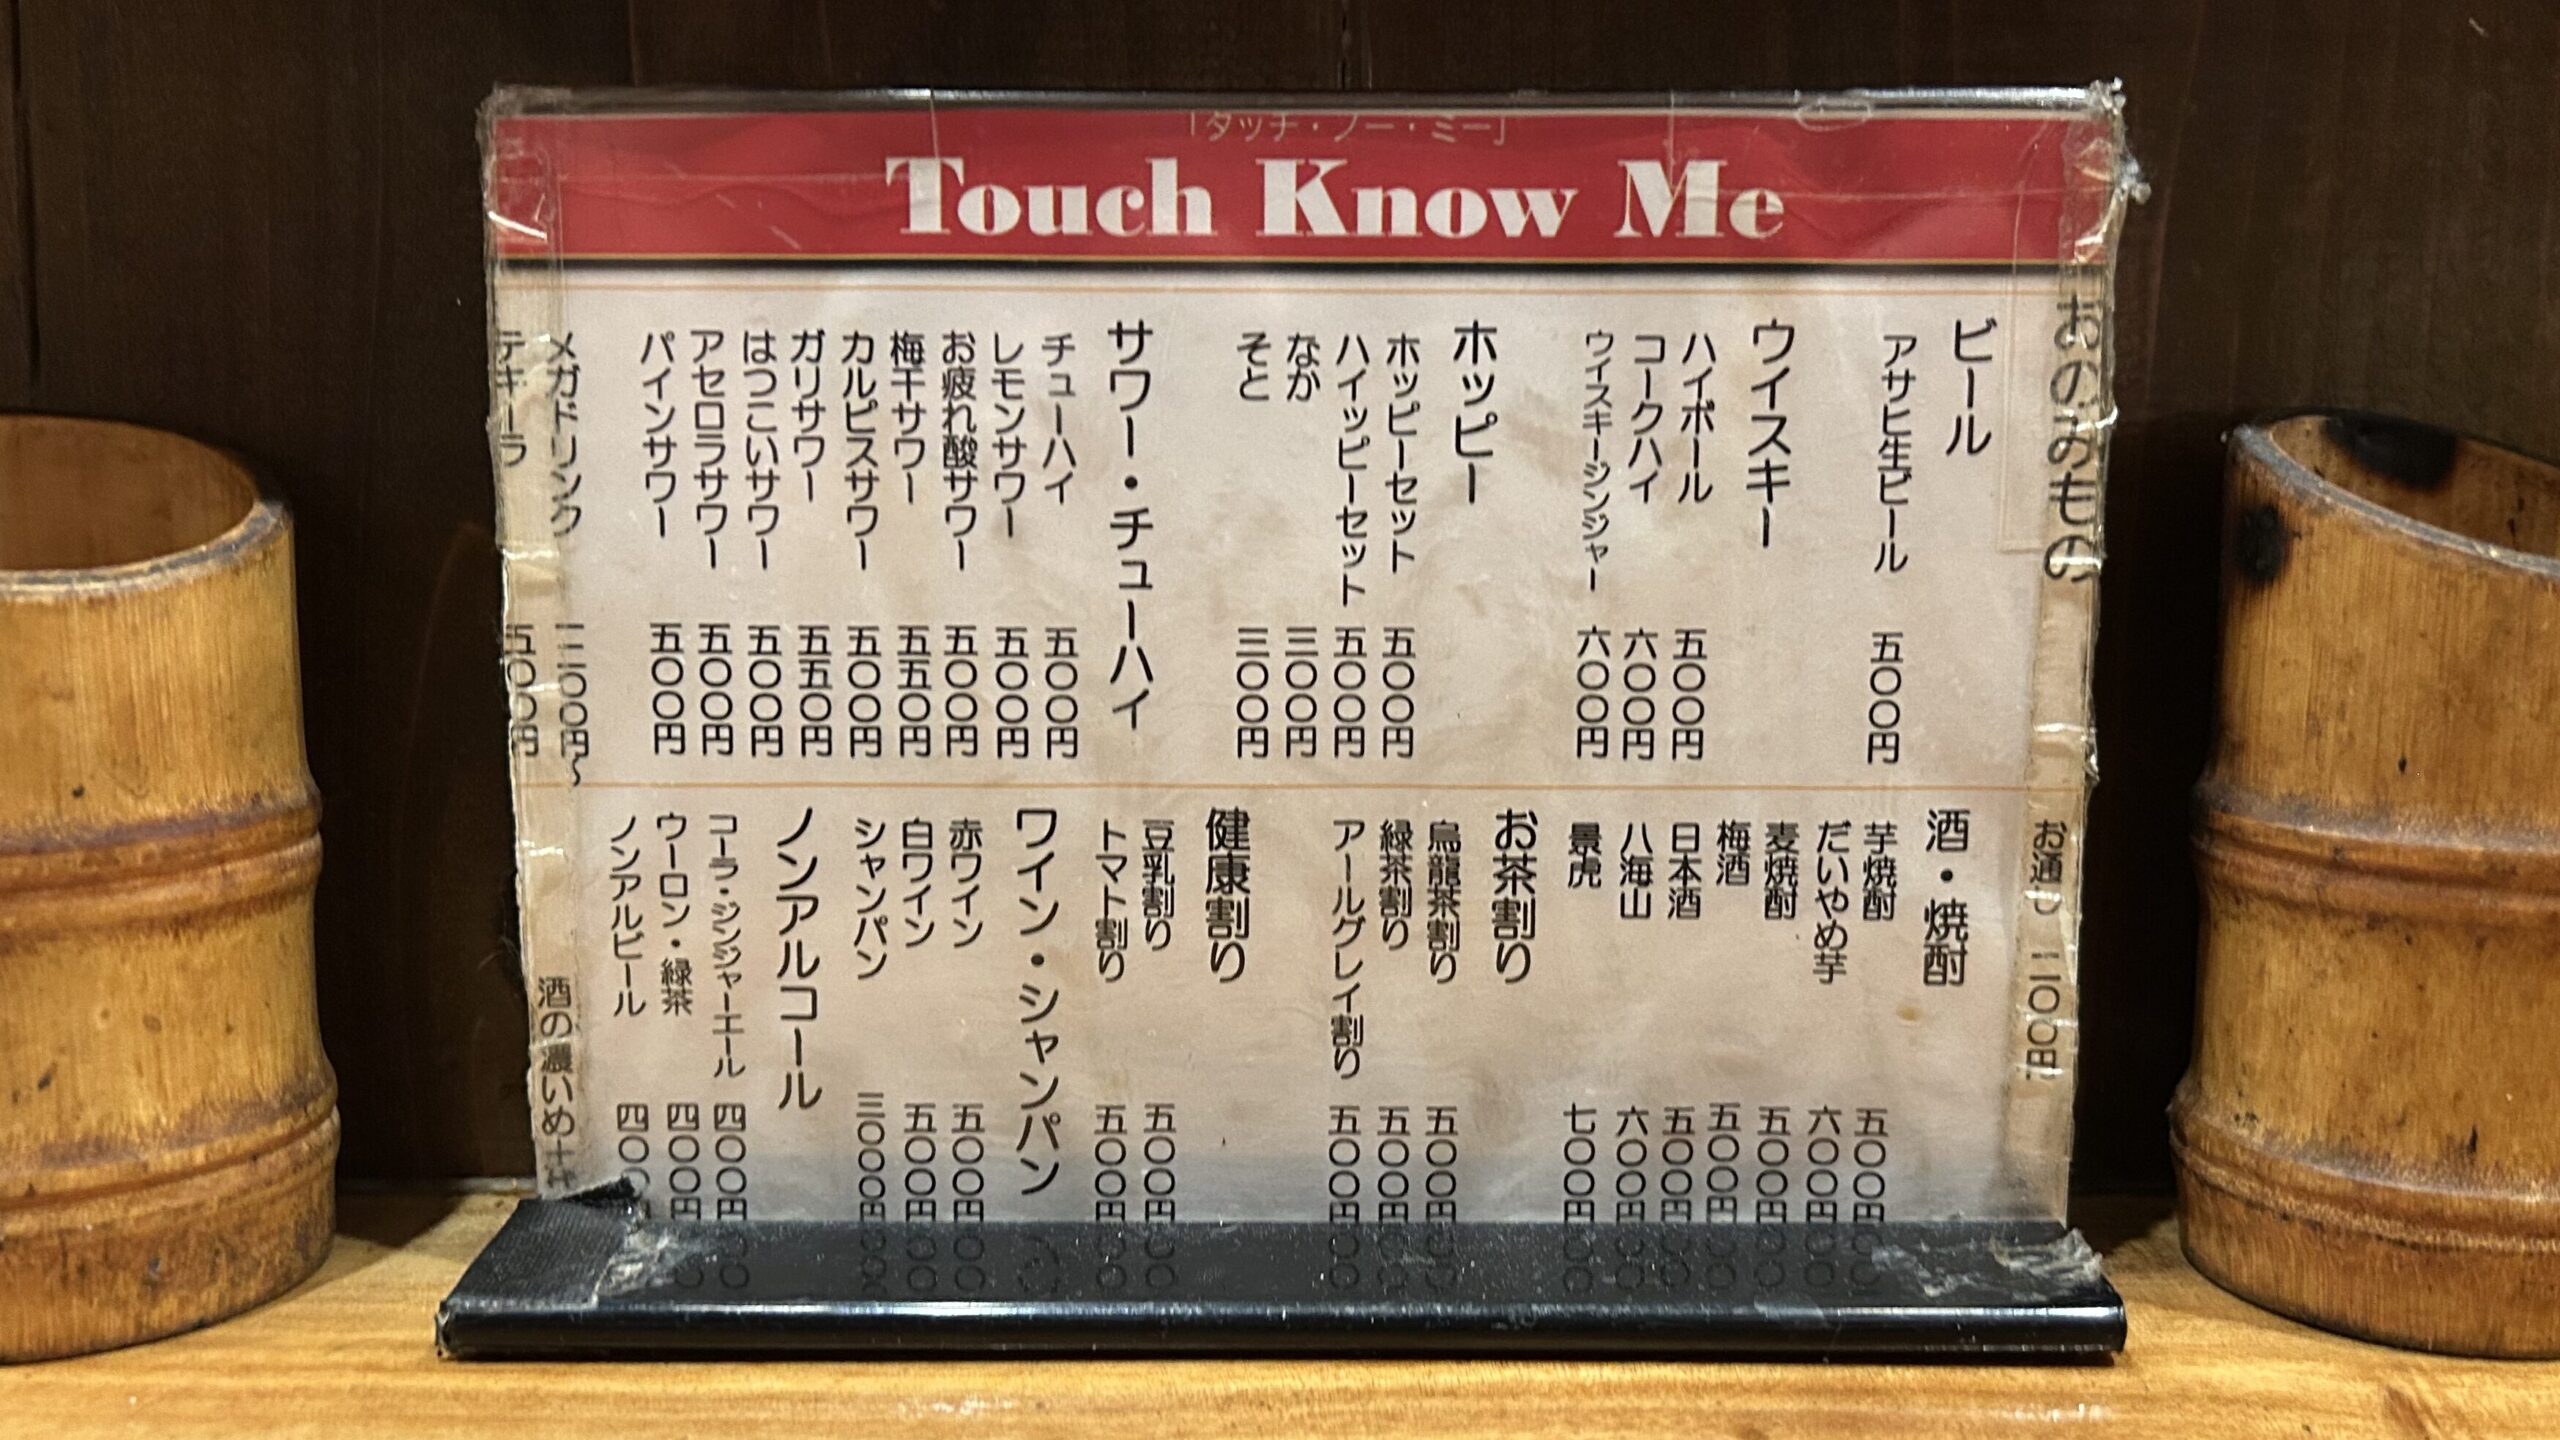 「タッチ・ノー・ミー」
Touch Know Me
おのみもの
ビール
アサヒ生ビール 五〇〇円
ウイスキー
ハイボール 五〇〇円
コークハイ 六〇〇円
ウイスキージンジャー 六〇〇円
ホッピー
ホッピーセット 五〇〇円
ハイッピーセット 五〇〇円
なか 三〇〇円
そと 三〇〇円
サワー・チューハイ
チューハイ 五〇〇円
レモンサワー 五〇〇円
お疲れ酸サワー 五〇〇円
梅干サワー 五五〇円
カルピスサワー 五〇〇円
ガリサワー 五五〇円
はつこいサワー 五〇〇円
アセロラサワー 五〇〇円
パインサワー 五〇〇円
メガドリンク 〇〇円〜
テキーラ 五〇〇円
お通し 〇〇円
酒・焼酎
芋焼酎 五〇〇円
だいやめ芋 六〇〇円
麦焼酎 五〇〇円
梅酒 五〇〇円
日本酒 五〇〇円
八海山 六〇〇円
景虎 七〇〇円
お茶割り
烏龍茶割り 五〇〇円
緑茶割り 五〇〇円
アールグレイ割り 五〇〇円
健康割り
豆乳割り 五〇〇円
トマト割り 五〇〇円
ワイン・シャンパン
赤ワイン 五〇〇円
白ワイン 五〇〇円
シャンパン 三〇〇〇円
ノンアルコール
コーラ・ジンジャーエール 四〇〇円
ウーロン・緑茶 四〇〇円
ノンアルビール 四〇〇
酒の濃いめ